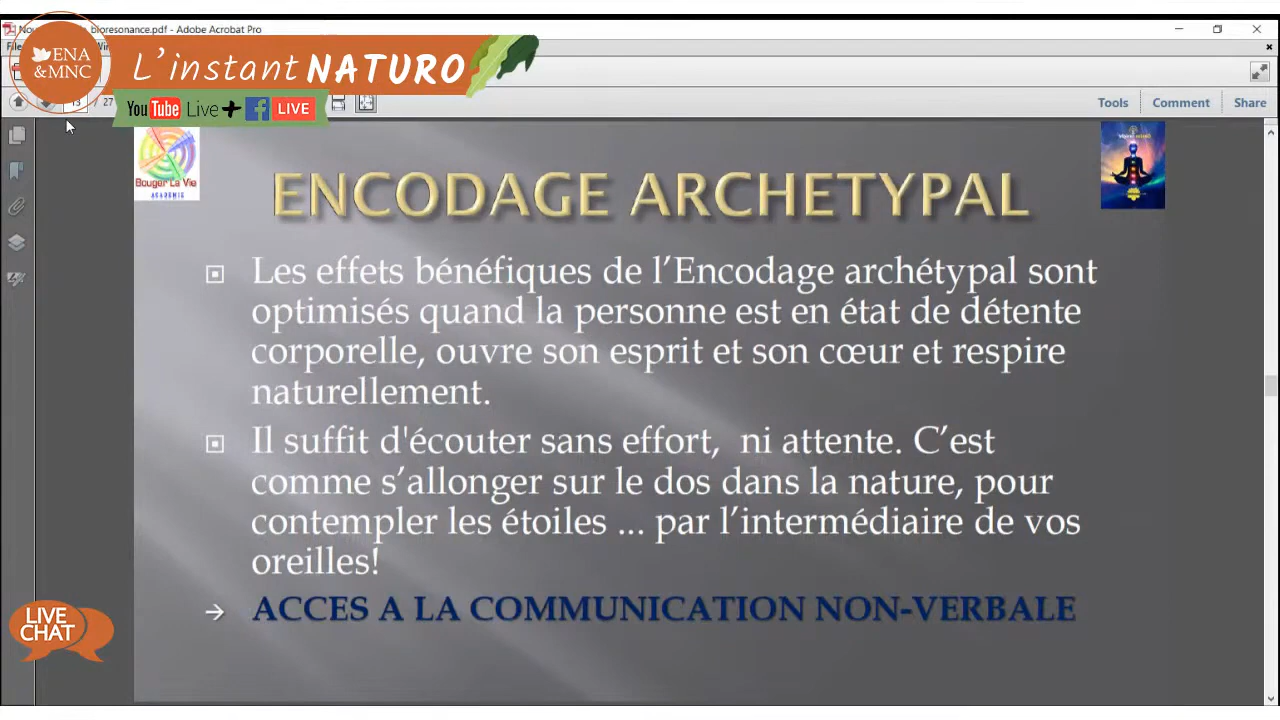 bioresonance.pdf - Adobe Acrobat Pro
ENA
&MNC
L'instant NATURO
YouTube Live + f LIVE
13 / 27
Tools Comment Share
Bouger La Vie
ACADEMIE
ENCODAGE ARCHETYPAL
Les effets bénéfiques de l'Encodage archétypal sont
optimisés quand la personne est en état de détente
corporelle, ouvre son esprit et son cœur et respire
naturellement.
Il suffit d'écouter sans effort, ni attente. C'est
comme s'allonger sur le dos dans la nature, pour
contempler les étoiles ... par l'intermédiaire de vos
oreilles!
→ ACCES A LA COMMUNICATION NON-VERBALE
LIVE
CHAT